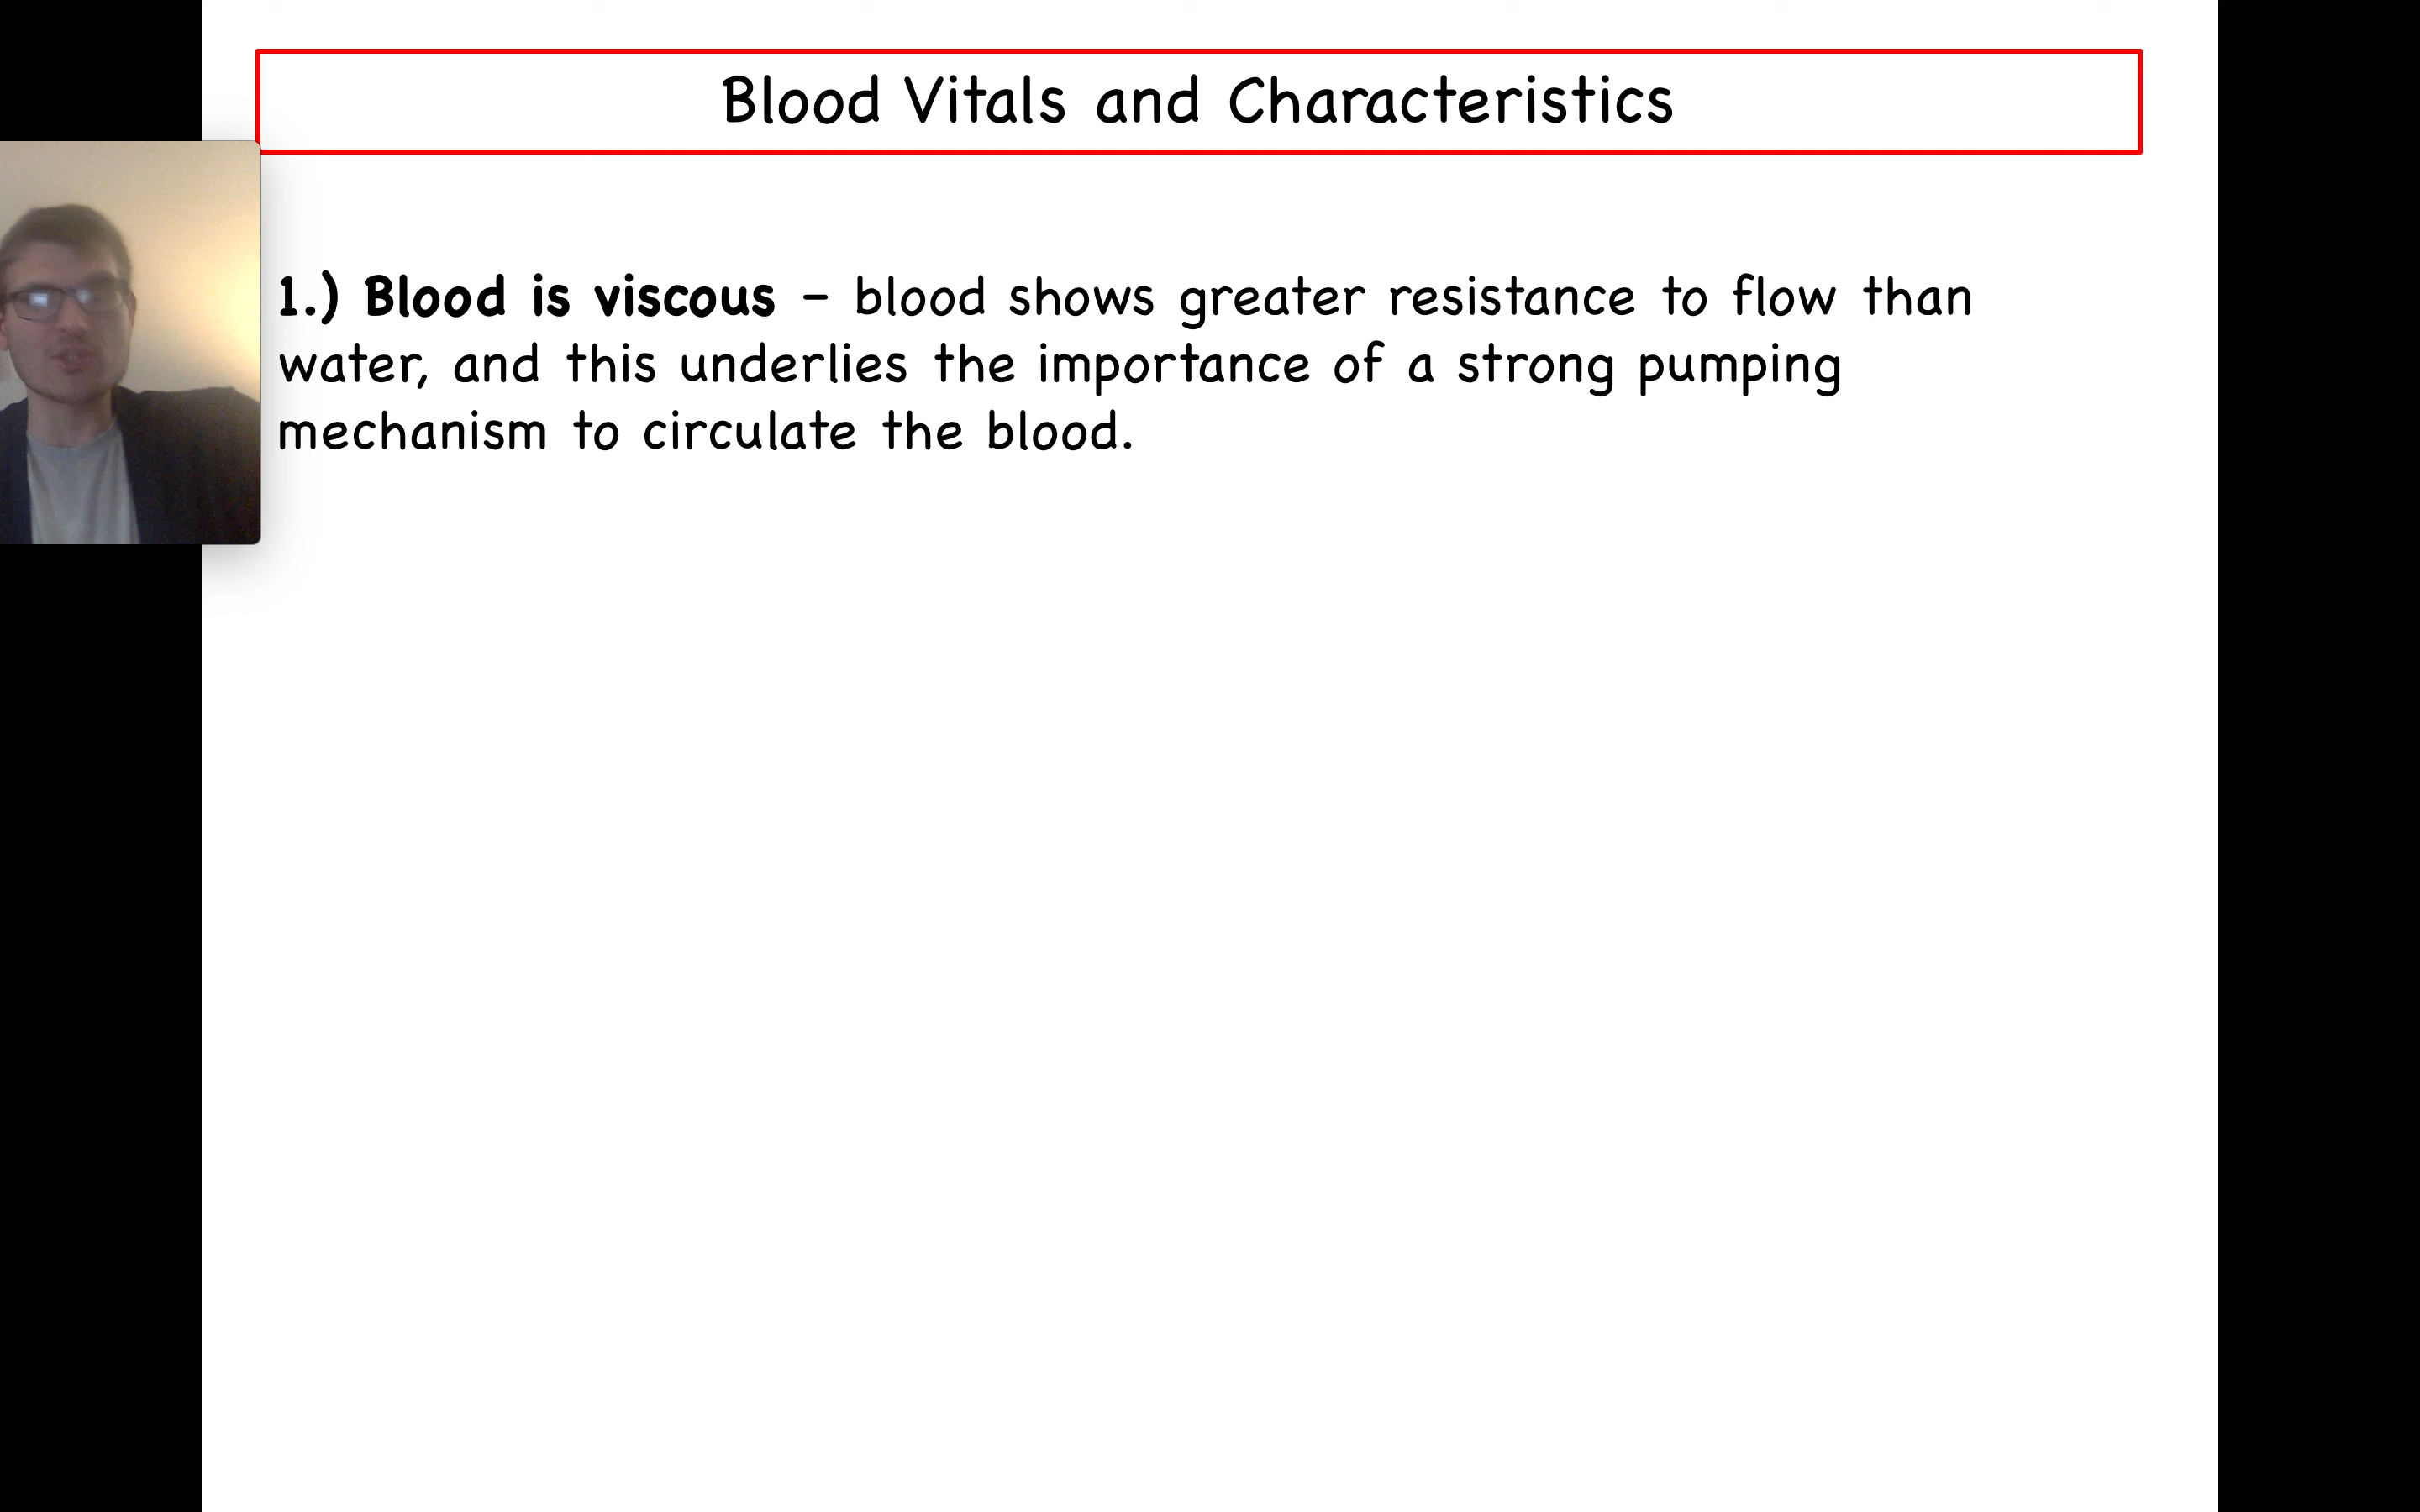 Blood Vitals and Characteristics
1.) Blood is viscous – blood shows greater resistance to flow than
water, and this underlies the importance of a strong pumping
mechanism to circulate the blood.